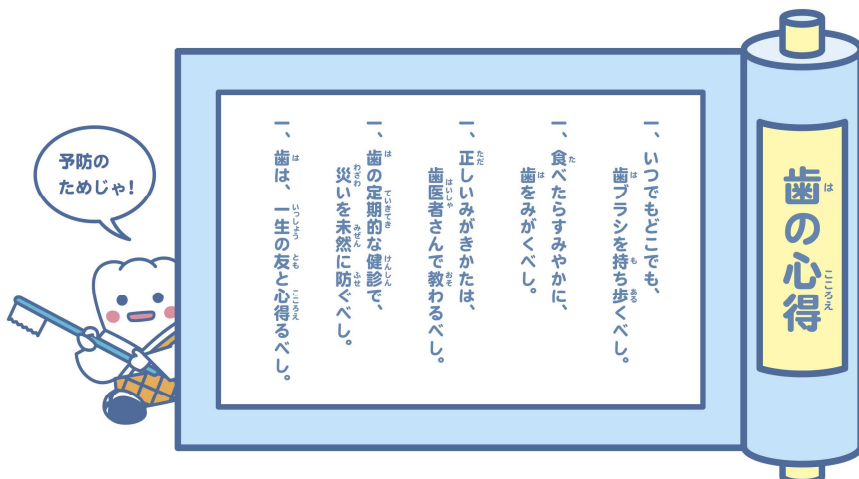 歯の心得
一、いつでもどこでも、
歯ブラシを持ち歩くべし。
一、食べたらすみやかに、
歯をみがくべし。
一、正しいみがきかたは、
歯医者さんで教わるべし。
一、歯の定期的な健診で、
災いを未然に防ぐべし。
一、歯は、一生の友と心得るべし。
予防の
ためじゃ!